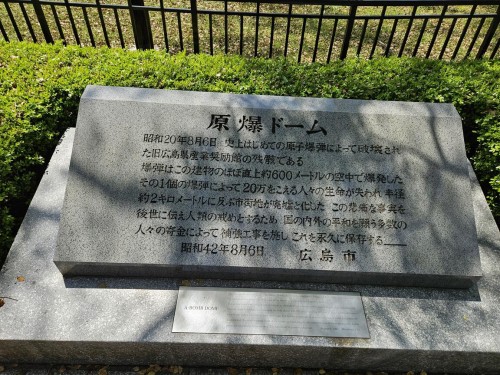 原爆ドーム
昭和20年8月6日 史上はじめての原子爆弾によって破壊され
た旧広島県産業奨励館の残骸である
爆弾はこの建物のほぼ直上約600メートルの空中で爆発した
その1個の爆弾によって20万をこえる人々の生命が失われ 半径
約2キロメートルに及ぶ市街地が廃墟と化した この悲痛な事実を
後世に伝え人類の戒めとするため 国の内外の平和を願う多数の
人々の寄金によって補強工事を施し これを永久に保存する
昭和42年8月6日 広島市
A-BOMB DOME